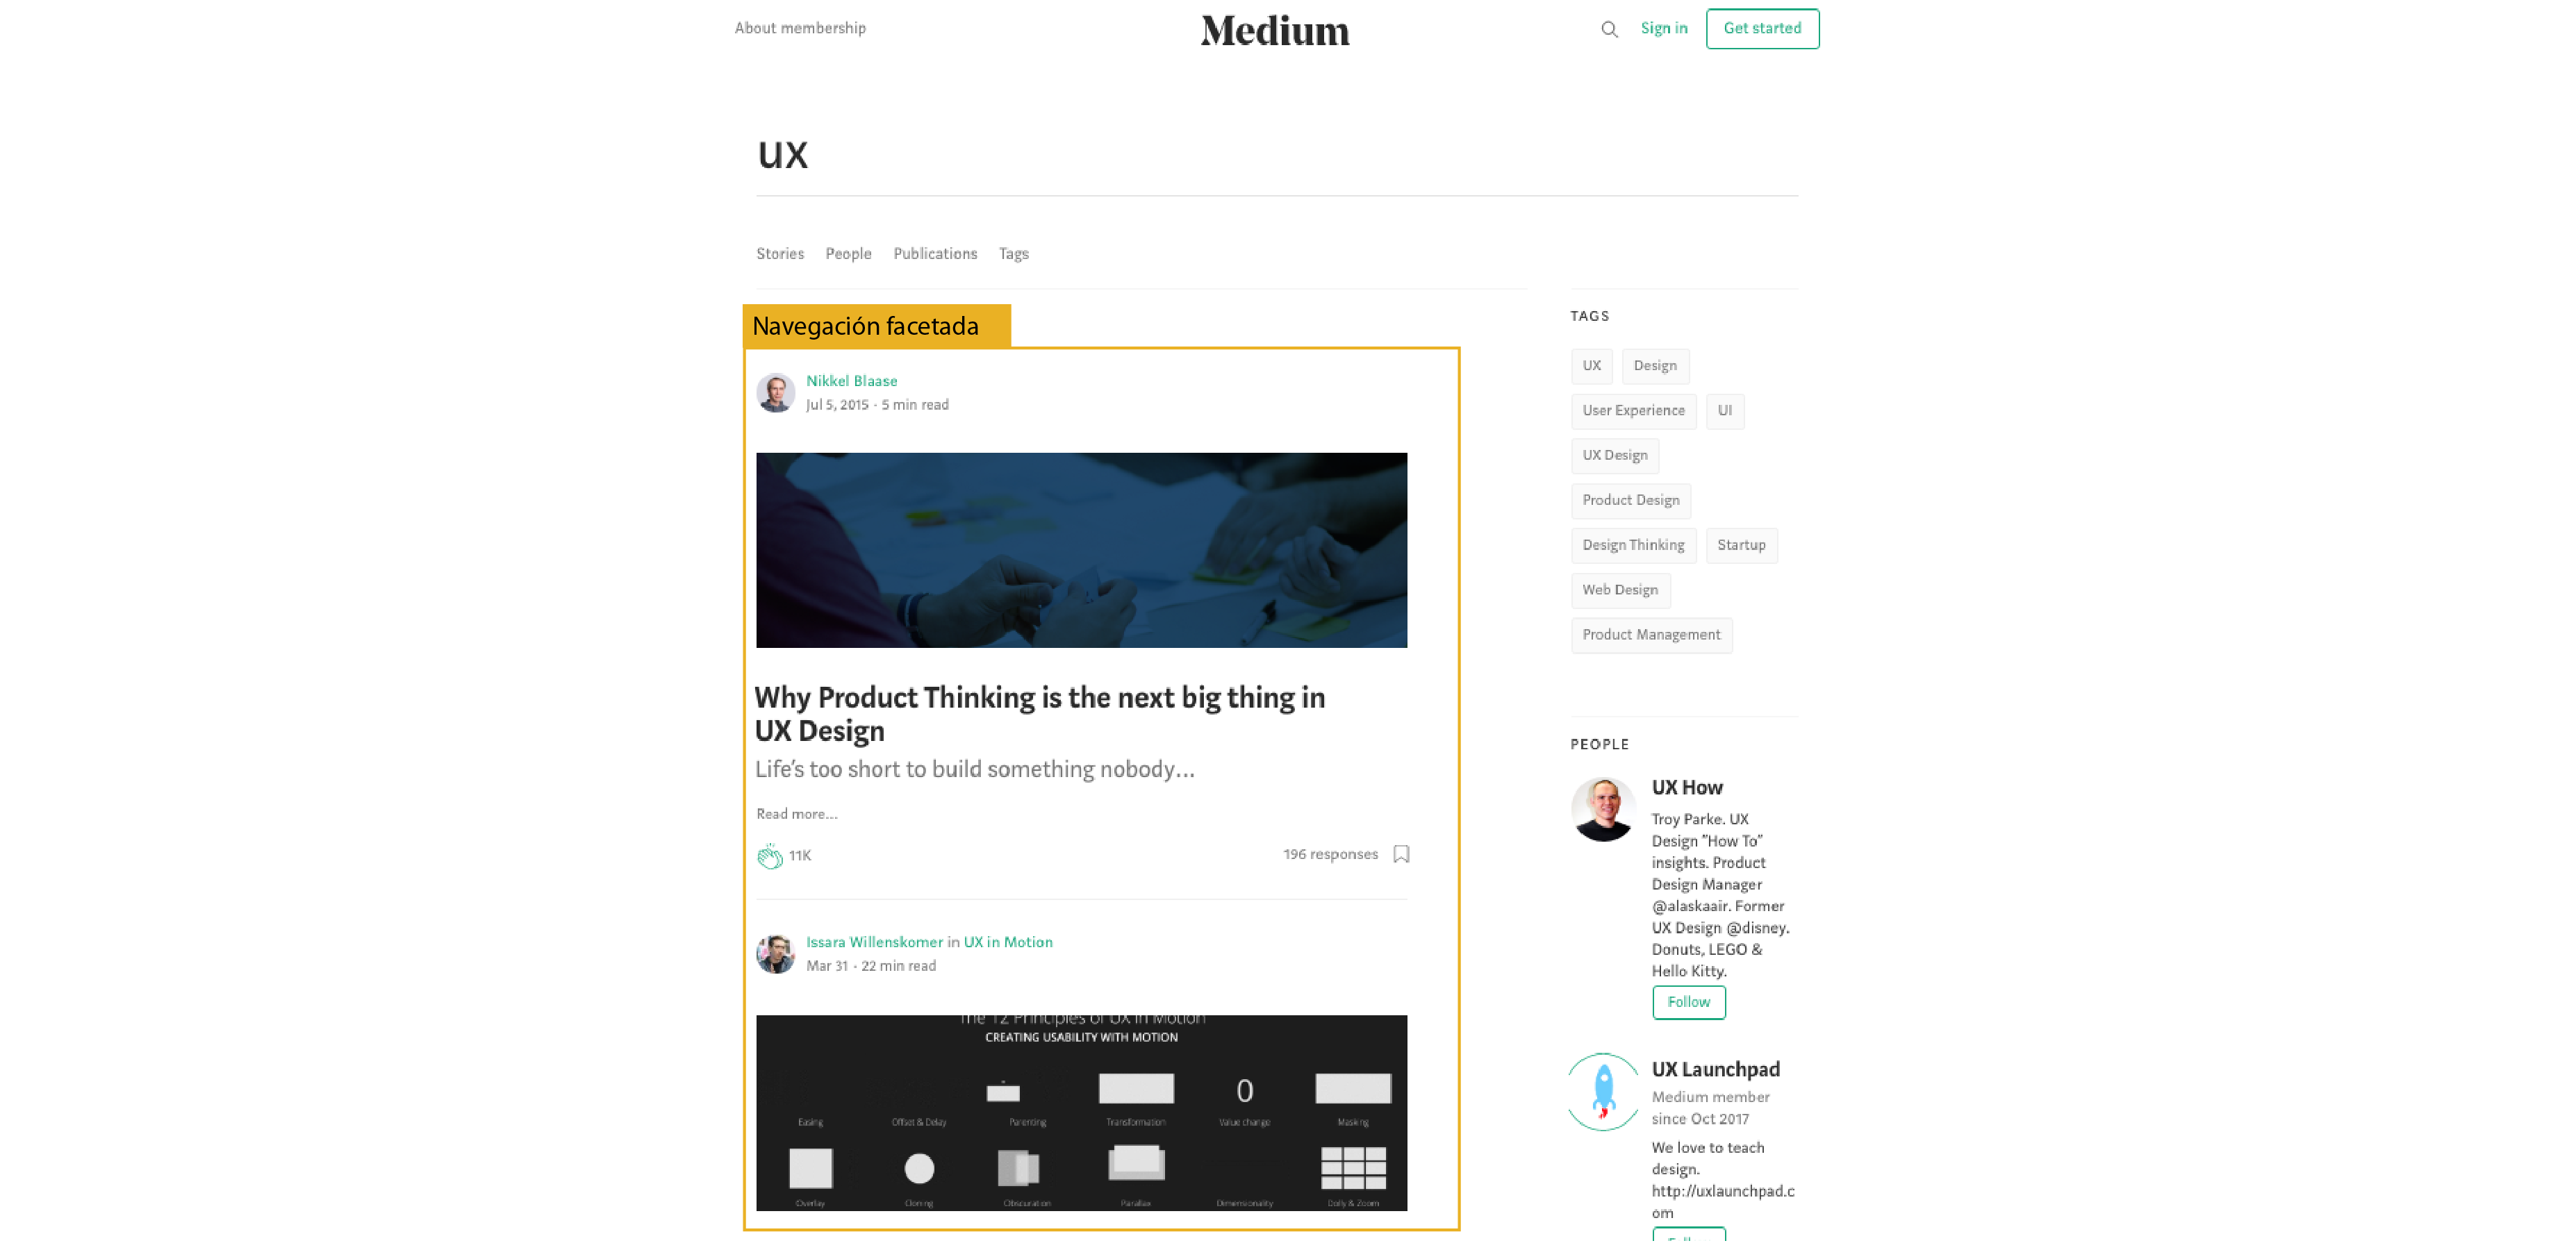 About membership
Medium
Sign in
Get started
ux
Stories
People
Publications
Tags
Navegación facetada
Nikkel Blaase
Jul 5, 2015 · 5 min read
Why Product Thinking is the next big thing in
UX Design
Life's too short to build something nobody...
Read more...
11K
196 responses
Issara Willenskomer in UX in Motion
Mar 31 · 22 min read
The 12 Principles of UX in Motion
CREATING USABILITY WITH MOTION
0
Easing
Offset & Delay
Parenting
Transformation
Value change
Masking
Overlay
Cloning
Obscuration
Parallax
Dimensionality
Dolly & Zoom
TAGS
UX
Design
User Experience
UI
UX Design
Product Design
Design Thinking
Startup
Web Design
Product Management
PEOPLE
UX How
Troy Parke. UX
Design "How To"
insights. Product
Design Manager
@alaskaair. Former
UX Design @disney.
Donuts, LEGO &
Hello Kitty.
Follow
UX Launchpad
Medium member
since Oct 2017
We love to teach
design.
http://uxlaunchpad.c
om